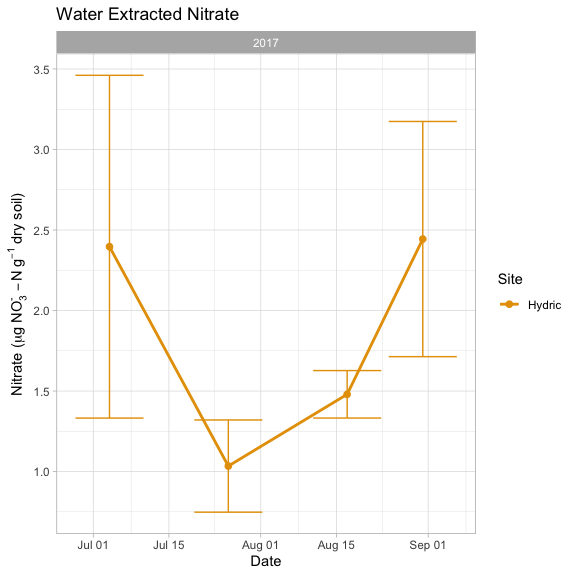 Water Extracted Nitrate
2017
Nitrate (μg NO₃⁻ − N g⁻¹ dry soil)
3.5
3.0
2.5
2.0
1.5
1.0
Jul 01 Jul 15 Aug 01 Aug 15 Sep 01
Date
Site
Hydric